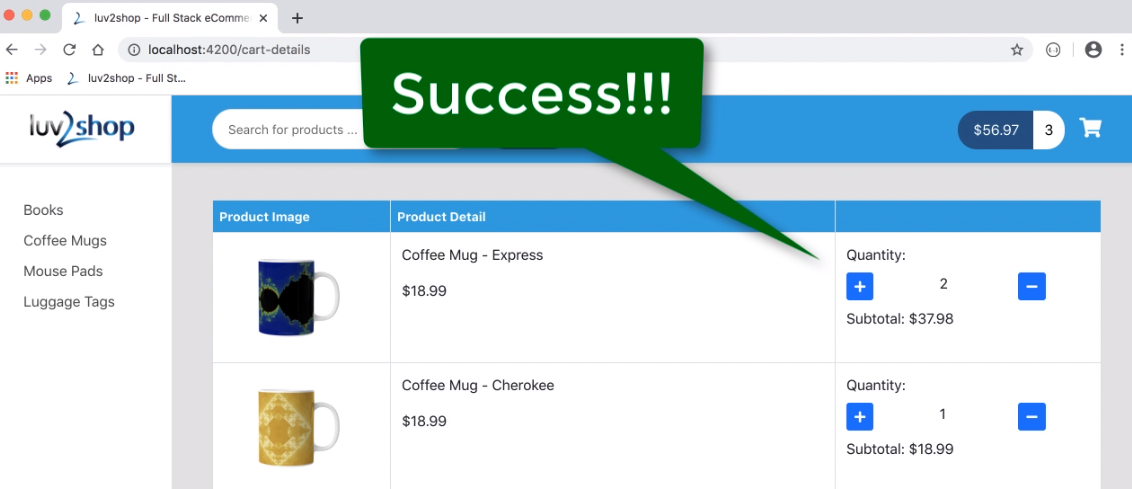 luv2shop - Full Stack eComme
localhost:4200/cart-details
Apps
luv2shop - Full St...
Success!!!
luv2shop
Search for products ...
$56.97
3
Books
Coffee Mugs
Mouse Pads
Luggage Tags
Product Image
Product Detail
Coffee Mug - Express
$18.99
Quantity:
+ 2 −
Subtotal: $37.98
Coffee Mug - Cherokee
$18.99
Quantity:
+ 1 −
Subtotal: $18.99